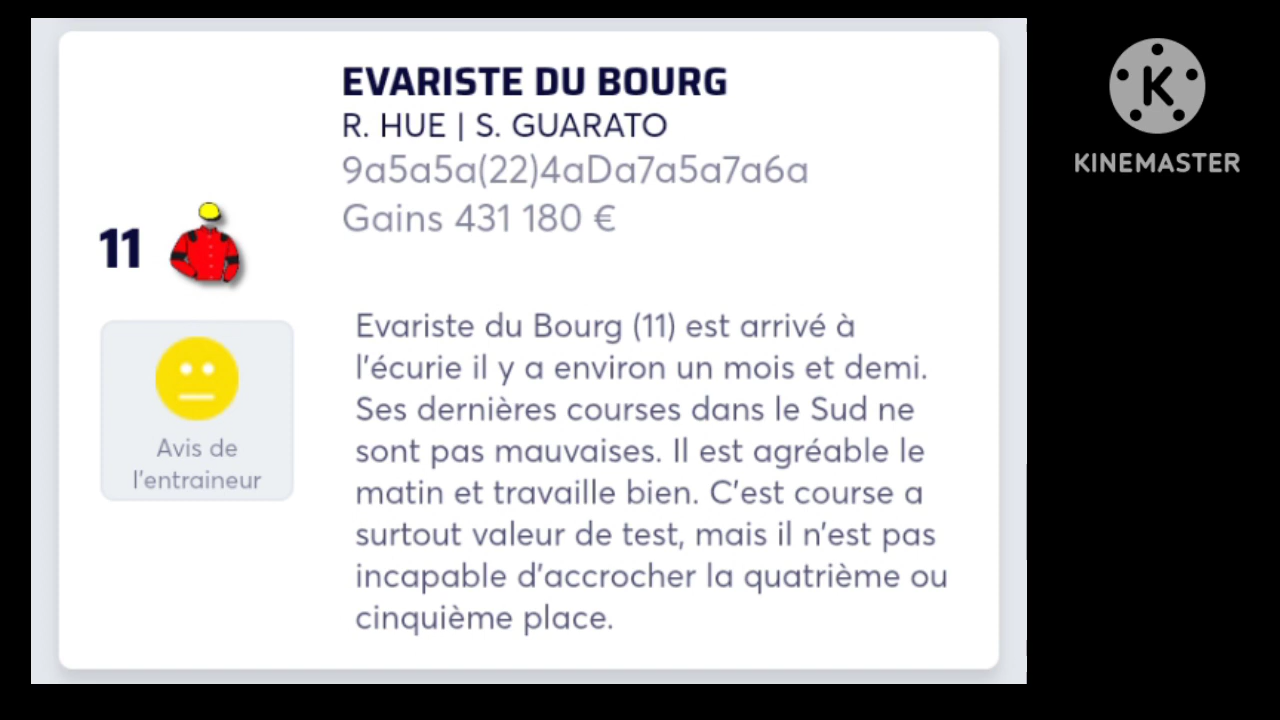 EVARISTE DU BOURG
R. HUE | S. GUARATO
9a5a5a(22)4aDa7a5a7a6a
Gains 431 180 €
11
Avis de
l'entraineur
Evariste du Bourg (11) est arrivé à
l'écurie il y a environ un mois et demi.
Ses dernières courses dans le Sud ne
sont pas mauvaises. Il est agréable le
matin et travaille bien. C'est course a
surtout valeur de test, mais il n'est pas
incapable d'accrocher la quatrième ou
cinquième place.
K
KINEMASTER